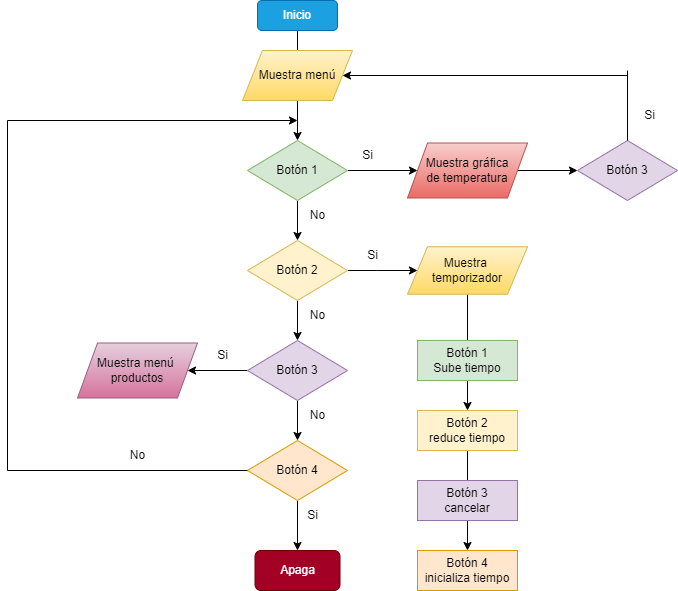 Inicio
Muestra menú
Si
Botón 1
Si
Muestra gráfica
de temperatura
Botón 3
No
Botón 2
Si
Muestra
temporizador
No
Botón 3
Si
Muestra menú
productos
Botón 1
Sube tiempo
No
Botón 2
reduce tiempo
Botón 4
No
Botón 3
cancelar
Si
Apaga
Botón 4
inicializa tiempo